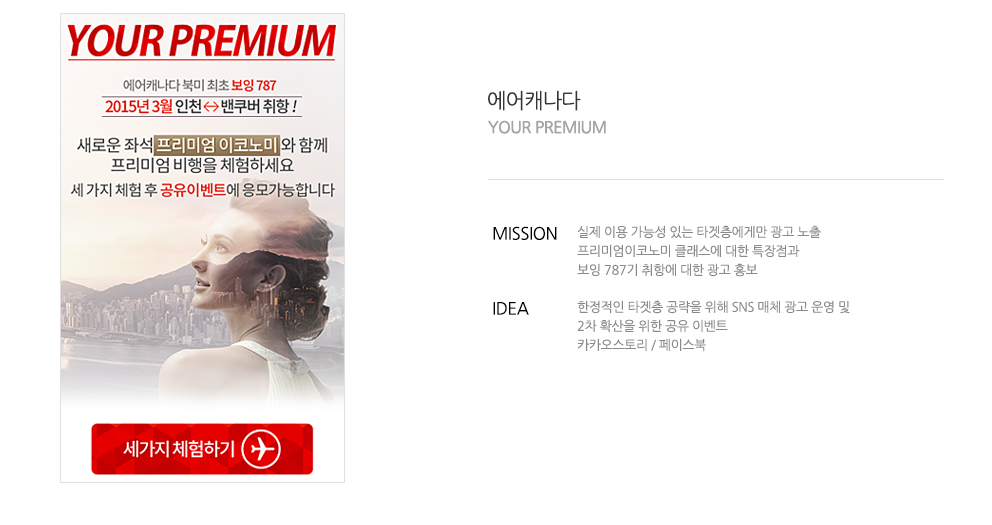 YOUR PREMIUM
에어캐나다 북미 최초 보잉 787
2015년 3월 인천↔밴쿠버 취항!
새로운 좌석 프리미엄 이코노미 와 함께
프리미엄 비행을 체험하세요
세 가지 체험 후 공유이벤트에 응모가능합니다
세가지 체험하기
에어캐나다
YOUR PREMIUM
MISSION
실제 이용 가능성 있는 타겟층에게만 광고 노출
프리미엄이코노미 클래스에 대한 특장점과
보잉 787기 취항에 대한 광고 홍보
IDEA
한정적인 타겟층 공략을 위해 SNS 매체 광고 운영 및
2차 확산을 위한 공유 이벤트
카카오스토리 / 페이스북